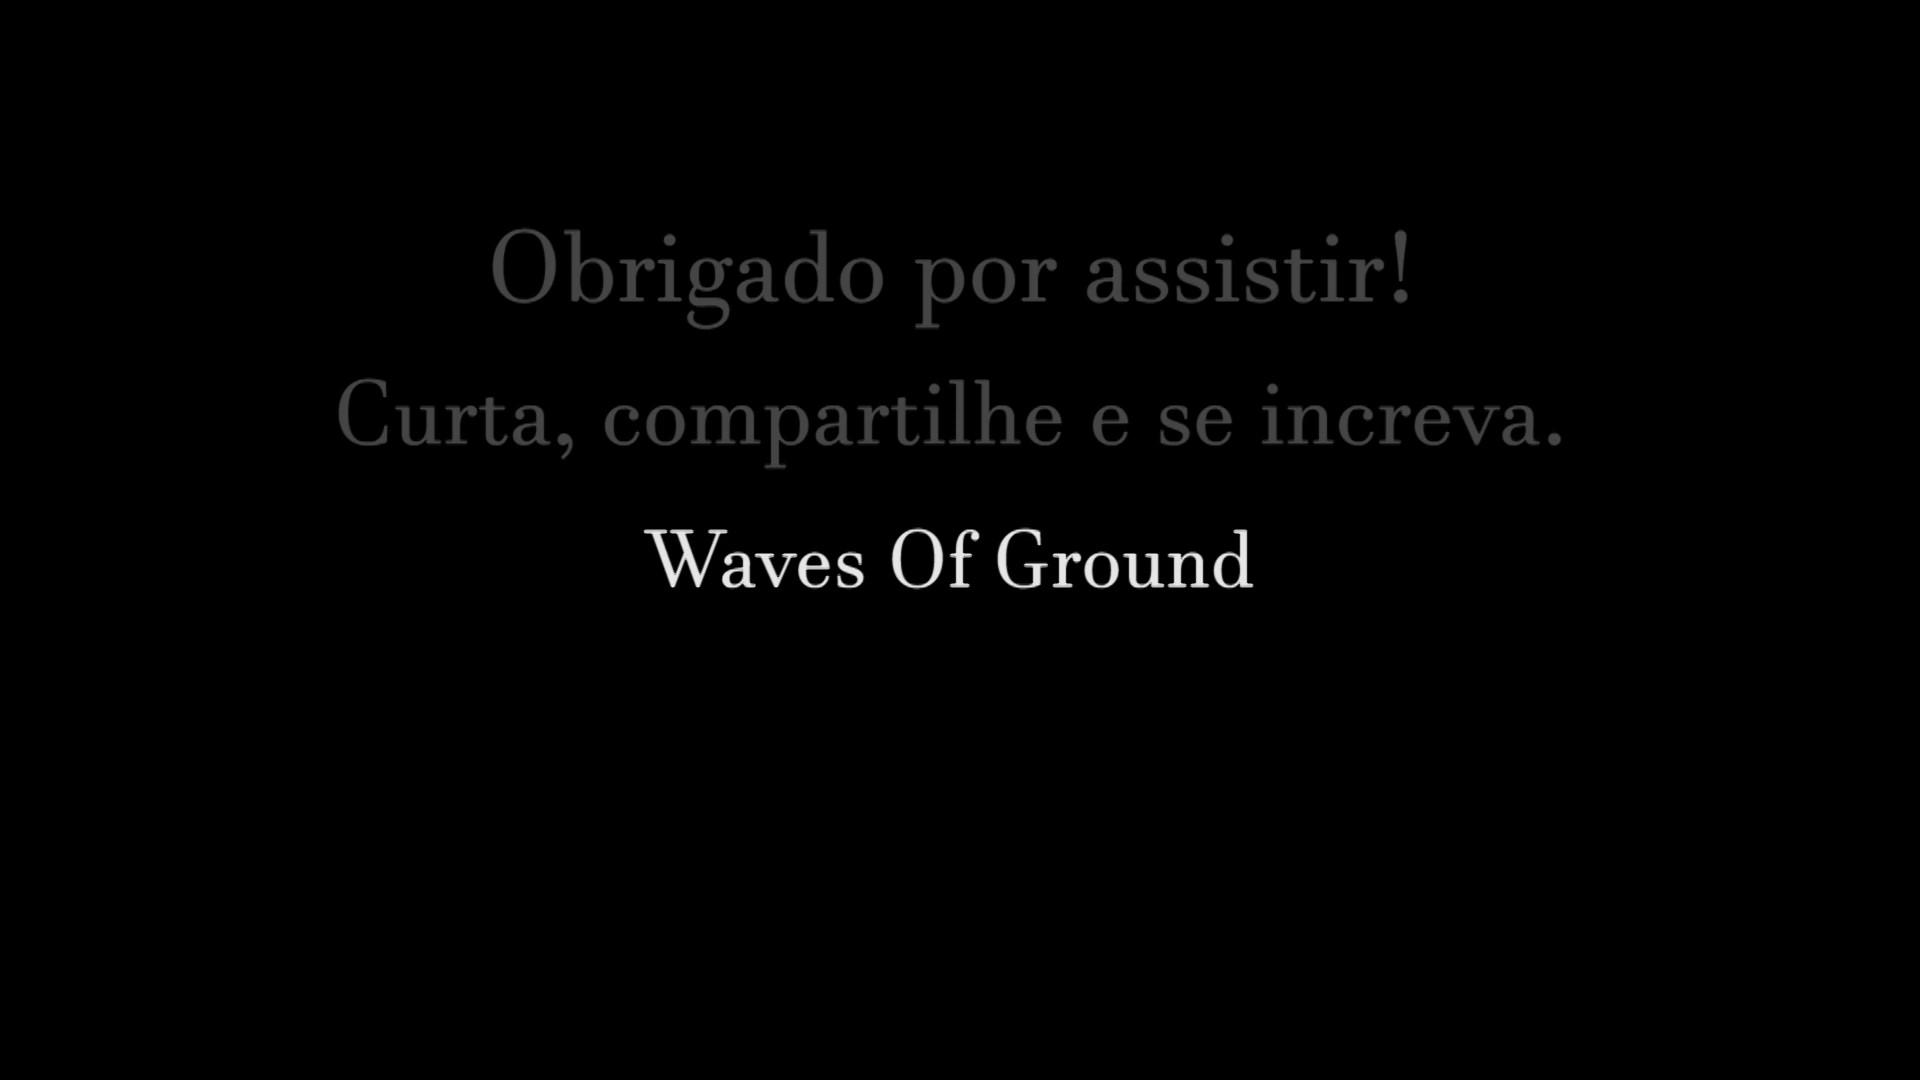 Obrigado por assistir!
Curta, compartilhe e se increva.
Waves Of Ground